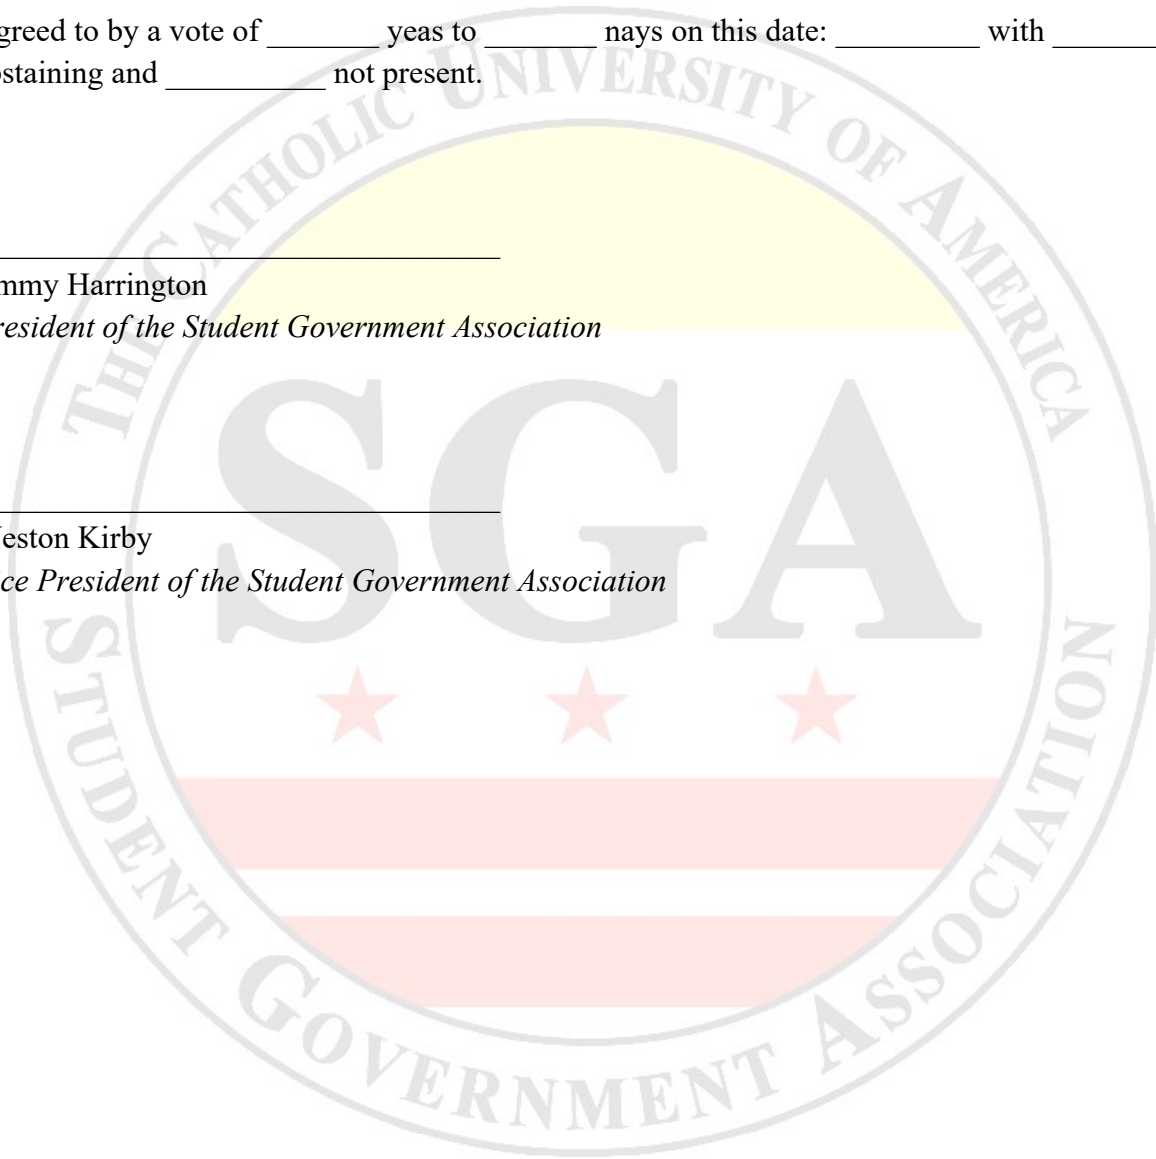 greed to by a vote of _______ yeas to _______ nays on this date: _________ with _______
staining and __________ not present.
mmy Harrington
resident of the Student Government Association
eston Kirby
ce President of the Student Government Association
THE CATHOLIC UNIVERSITY OF AMERICA
SGA
STUDENT GOVERNMENT ASSOCIATION